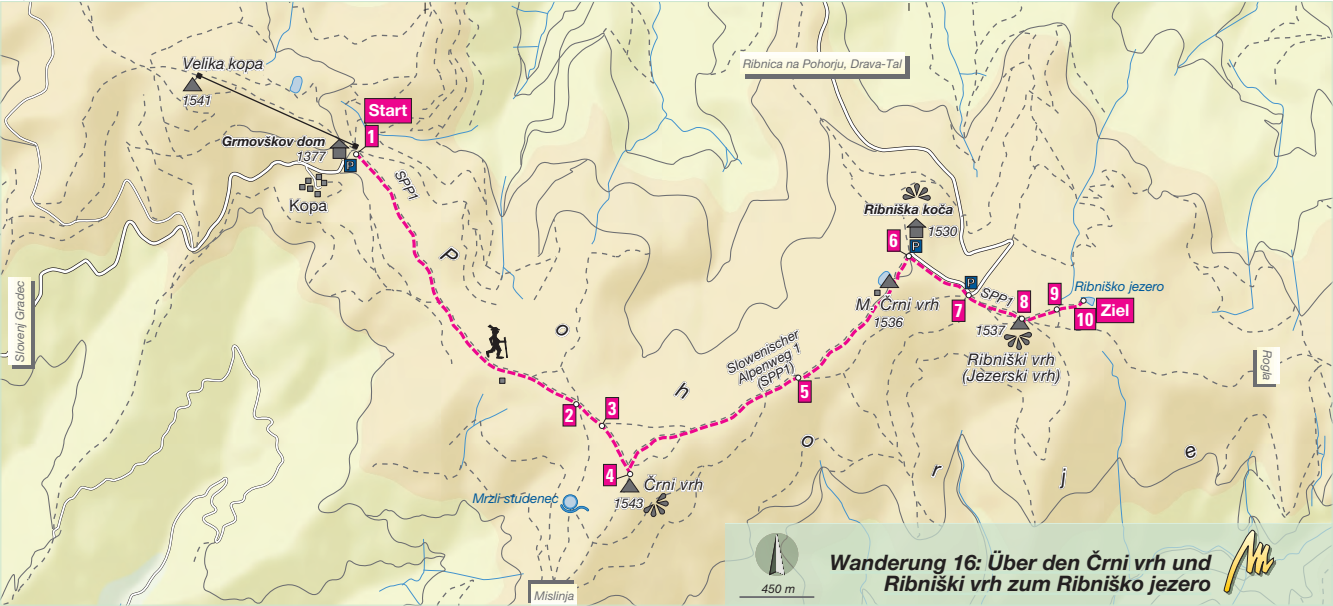 Velika kopa
1541
Start
1
Grmovškov dom
1377
P
Kopa
SPP1
Ribnica na Pohorju, Drava-Tal
Slovenj Gradec
P
o
h
o
r
j
e
Ribniška koča
1530
P
6
M. Črni vrh
1536
P
7
SPP1
8
1537
Ribniški vrh
(Jezerski vrh)
9
Ribniško jezero
10
Ziel
Rogla
Slowenischer
Alpenweg 1
(SPP1)
5
2
3
4
Črni vrh
1543
Mrzli studenec
Mislinja
450 m
Wanderung 16: Über den Črni vrh und
Ribniški vrh zum Ribniško jezero